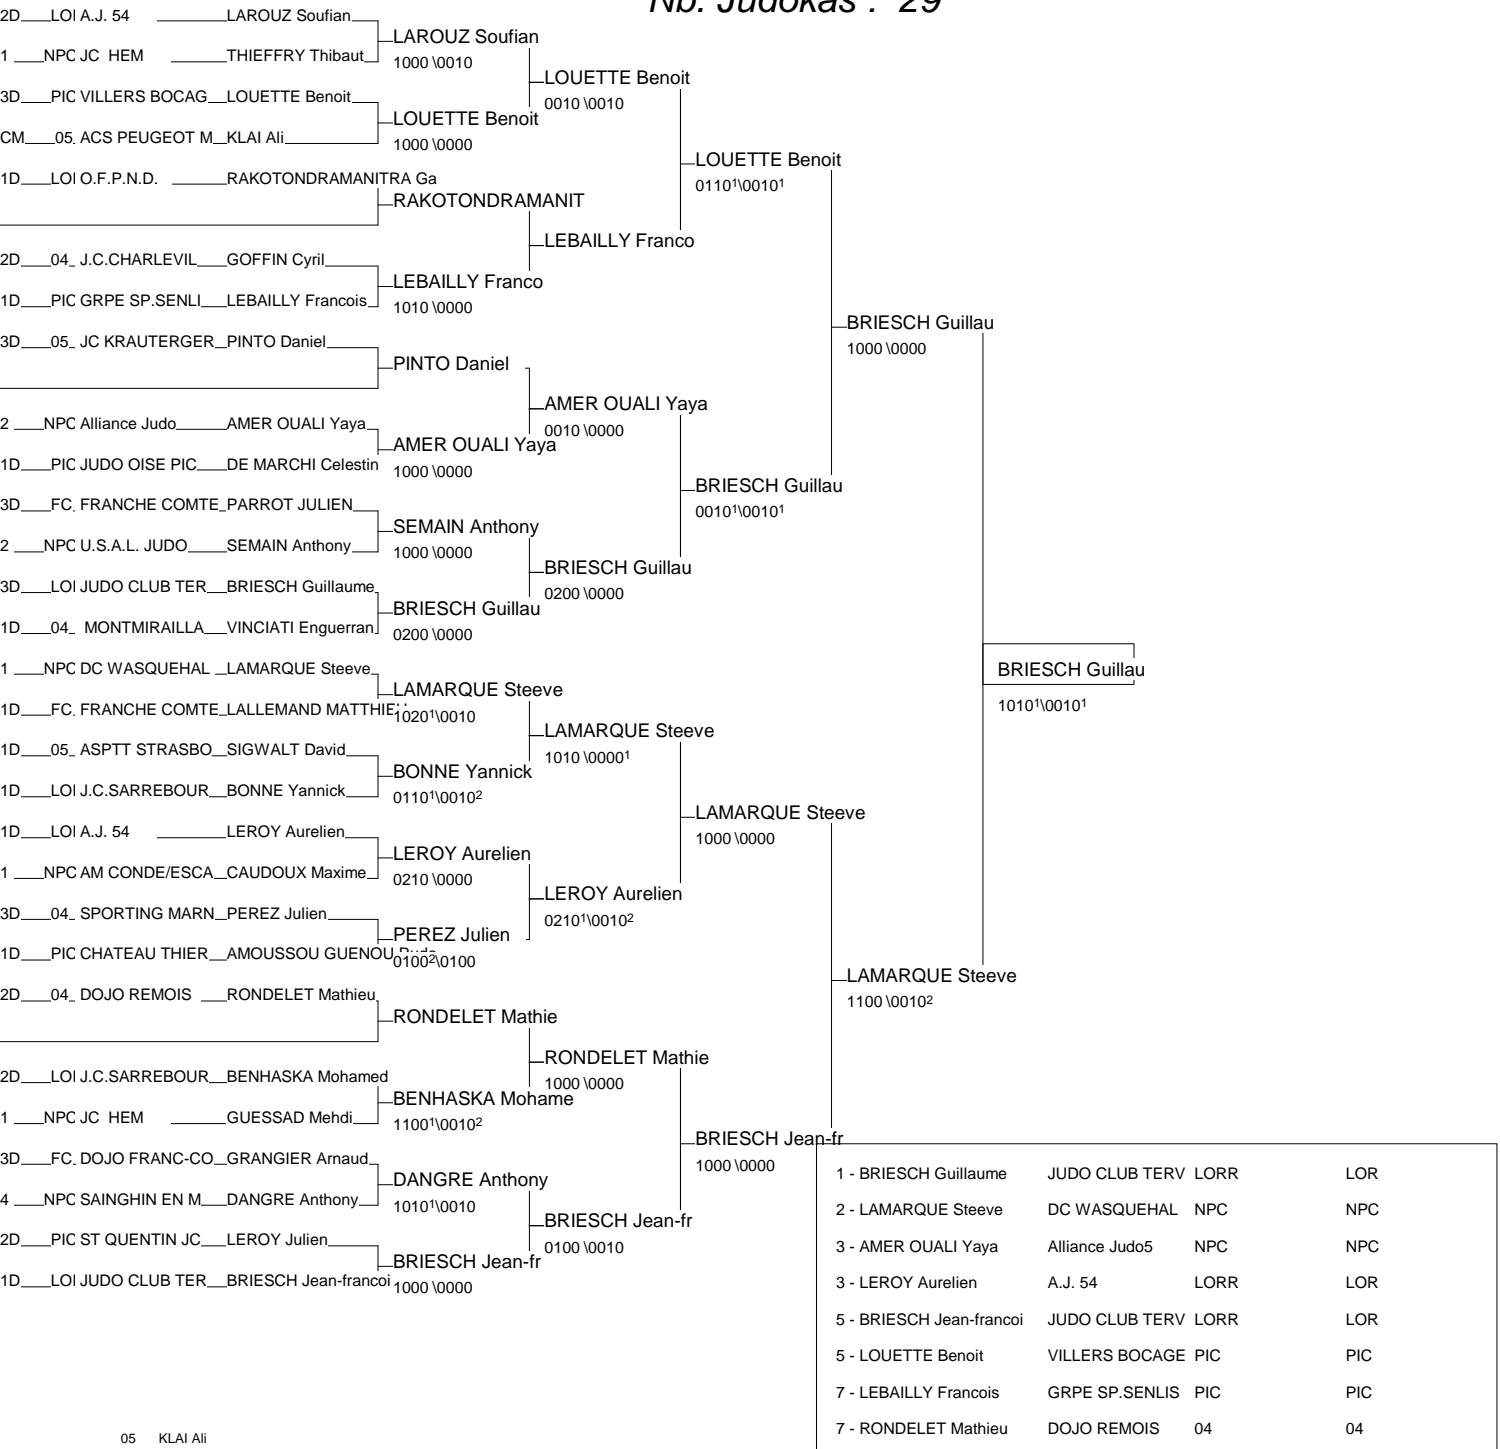 Nb. Judokas : 29
2D LOI A.J. 54 LAROUZ Soufian
LAROUZ Soufian
1 NPC JC HEM THIEFFRY Thibaut
1000 \0010
LOUETTE Benoit
3D PIC VILLERS BOCAG LOUETTE Benoit
0010 \0010
LOUETTE Benoit
CM 05 ACS PEUGEOT M KLAI Ali
1000 \0000
LOUETTE Benoit
1D LOI O.F.P.N.D. RAKOTONDRAMANITRA Ga
0110¹\0010¹
RAKOTONDRAMANIT
LEBAILLY Franco
2D 04 J.C.CHARLEVIL GOFFIN Cyril
LEBAILLY Franco
1D PIC GRPE SP.SENLI LEBAILLY Francois
1010 \0000
BRIESCH Guillau
3D 05 JC KRAUTERGER PINTO Daniel
1000 \0000
PINTO Daniel
AMER OUALI Yaya
2 NPC Alliance Judo AMER OUALI Yaya
0010 \0000
AMER OUALI Yaya
1D PIC JUDO OISE PIC DE MARCHI Celestin
1000 \0000
BRIESCH Guillau
3D FC FRANCHE COMTE PARROT JULIEN
0010¹\0010¹
SEMAIN Anthony
2 NPC U.S.A.L. JUDO SEMAIN Anthony
1000 \0000
BRIESCH Guillau
3D LOI JUDO CLUB TER BRIESCH Guillaume
0200 \0000
BRIESCH Guillau
1D 04 MONTMIRAILLA VINCIATI Enguerran
0200 \0000
1 NPC DC WASQUEHAL LAMARQUE Steeve
BRIESCH Guillau
LAMARQUE Steeve
1010¹\0010¹
1D FC FRANCHE COMTE LALLEMAND MATTHIEU
1020¹\0010
LAMARQUE Steeve
1D 05 ASPTT STRASBO SIGWALT David
1010 \0000¹
BONNE Yannick
1D LOI J.C.SARREBOUR BONNE Yannick
0110¹\0010²
LAMARQUE Steeve
1D LOI A.J. 54 LEROY Aurelien
1000 \0000
LEROY Aurelien
1 NPC AM CONDE/ESCA CAUDOUX Maxime
0210 \0000
LEROY Aurelien
3D 04 SPORTING MARN PEREZ Julien
0210¹\0010²
PEREZ Julien
1D PIC CHATEAU THIER AMOUSSOU GUENOU
0100²\0100
LAMARQUE Steeve
2D 04 DOJO REMOIS RONDELET Mathieu
1100 \0010²
RONDELET Mathie
RONDELET Mathie
2D LOI J.C.SARREBOUR BENHASKA Mohamed
1000 \0000
BENHASKA Mohame
1 NPC JC HEM GUESSAD Mehdi
1100¹\0010²
BRIESCH Jean-fr
3D FC DOJO FRANC-CO GRANGIER Arnaud
1000 \0000
DANGRE Anthony
4 NPC SAINGHIN EN M DANGRE Anthony
1010¹\0010
BRIESCH Jean-fr
2D PIC ST QUENTIN JC LEROY Julien
0100 \0010
BRIESCH Jean-fr
1D LOI JUDO CLUB TER BRIESCH Jean-francoi
1000 \0000
1 - BRIESCH Guillaume JUDO CLUB TERV LORR LOR
2 - LAMARQUE Steeve DC WASQUEHAL NPC NPC
3 - AMER OUALI Yaya Alliance Judo5 NPC NPC
3 - LEROY Aurelien A.J. 54 LORR LOR
5 - BRIESCH Jean-francoi JUDO CLUB TERV LORR LOR
5 - LOUETTE Benoit VILLERS BOCAGE PIC PIC
7 - LEBAILLY Francois GRPE SP.SENLIS PIC PIC
7 - RONDELET Mathieu DOJO REMOIS 04 04
05 KLAI Ali